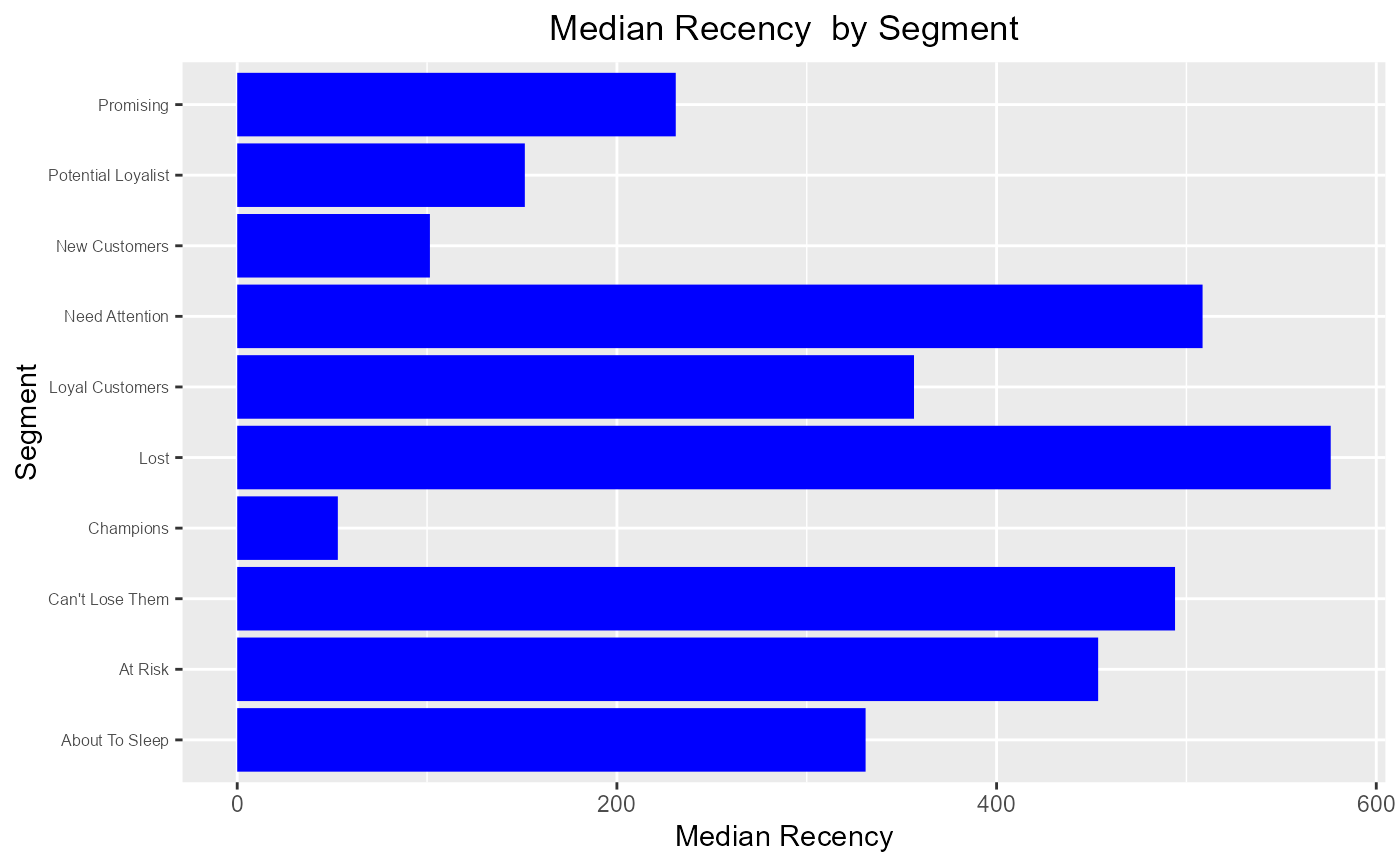 Median Recency  by Segment
Segment
Promising
Potential Loyalist
New Customers
Need Attention
Loyal Customers
Lost
Champions
Can't Lose Them
At Risk
About To Sleep
0 200 400 600
Median Recency